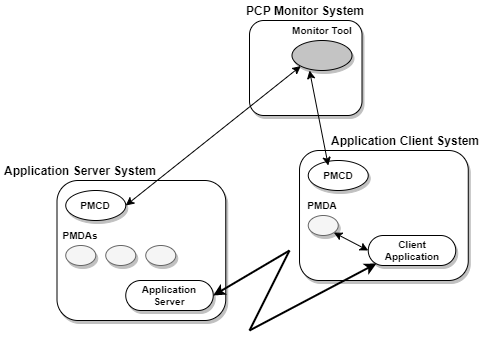 PCP Monitor System
Monitor Tool
Application Client System
PMCD
PMDA
Client
Application
Application Server System
PMCD
PMDAs
Application
Server